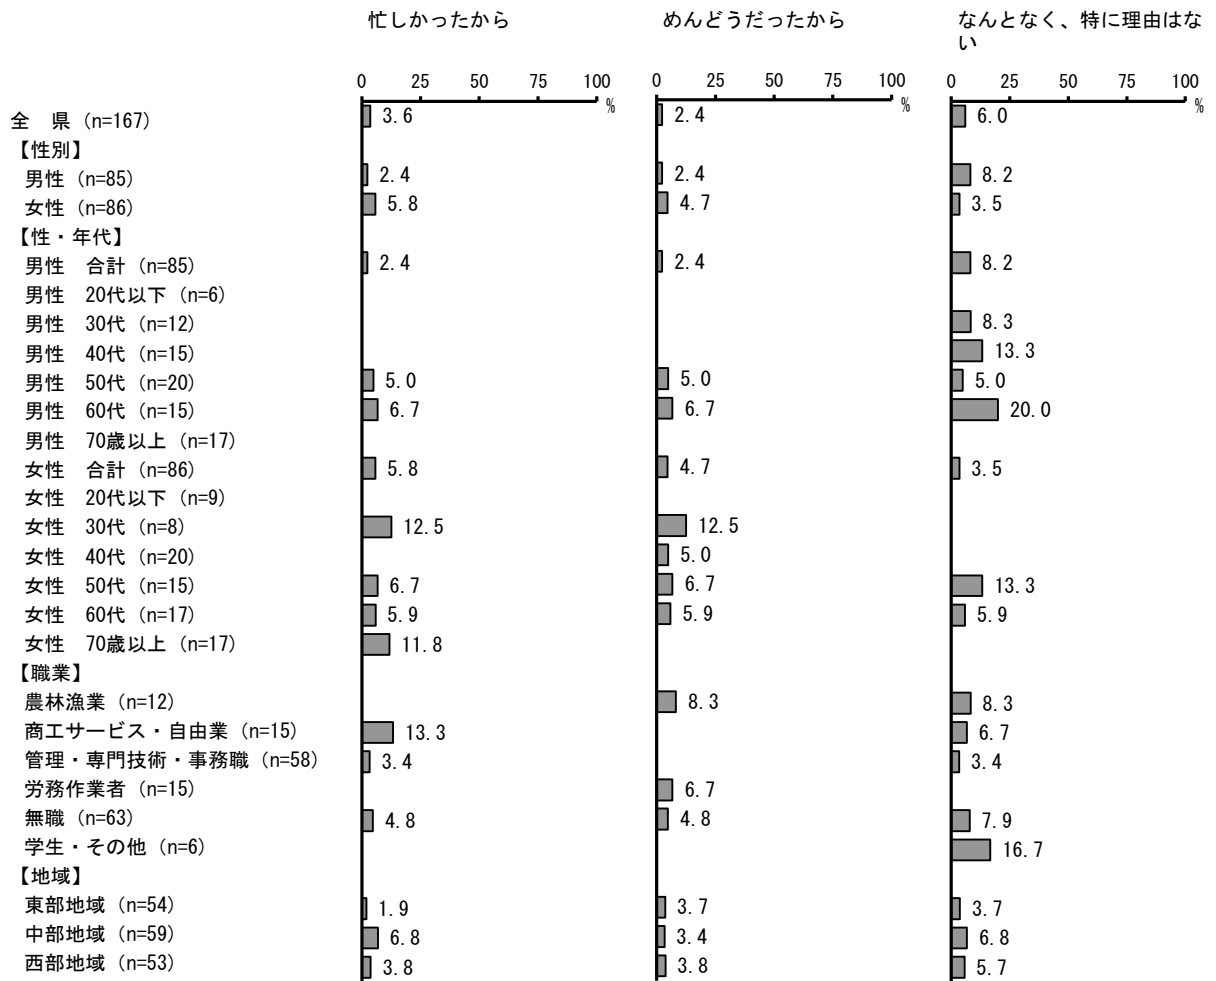 忙しかったから めんどうだったから なんとなく、特に理由はな
い
0 25 50 75 100 0 25 50 75 100 0 25 50 75 100
% % %
全 県 (n=167) 3.6 2.4 6.0
【性別】
男性 (n=85) 2.4 2.4 8.2
女性 (n=86) 5.8 4.7 3.5
【性・年代】
男性 合計 (n=85) 2.4 2.4 8.2
男性 20代以下 (n=6)
男性 30代 (n=12) 8.3
男性 40代 (n=15) 13.3
男性 50代 (n=20) 5.0 5.0 5.0
男性 60代 (n=15) 6.7 6.7 20.0
男性 70歳以上 (n=17)
女性 合計 (n=86) 5.8 4.7 3.5
女性 20代以下 (n=9)
女性 30代 (n=8) 12.5 12.5
女性 40代 (n=20) 5.0
女性 50代 (n=15) 6.7 6.7 13.3
女性 60代 (n=17) 5.9 5.9 5.9
女性 70歳以上 (n=17) 11.8
【職業】
農林漁業 (n=12) 8.3 8.3
商工サービス・自由業 (n=15) 13.3 6.7
管理・専門技術・事務職 (n=58) 3.4 3.4
労務作業者 (n=15) 6.7
無職 (n=63) 4.8 4.8 7.9
学生・その他 (n=6) 16.7
【地域】
東部地域 (n=54) 1.9 3.7 3.7
中部地域 (n=59) 6.8 3.4 6.8
西部地域 (n=53) 3.8 3.8 5.7